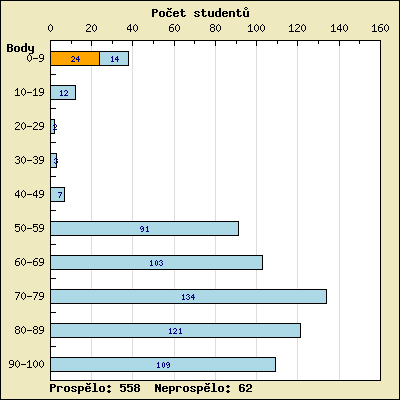 Počet studentů
0 20 40 60 80 100 120 140 160
Body
0-9 24 14
10-19 12
20-29 2
30-39 3
40-49 7
50-59 91
60-69 103
70-79 134
80-89 121
90-100 109
Prospělo: 558 Neprospělo: 62